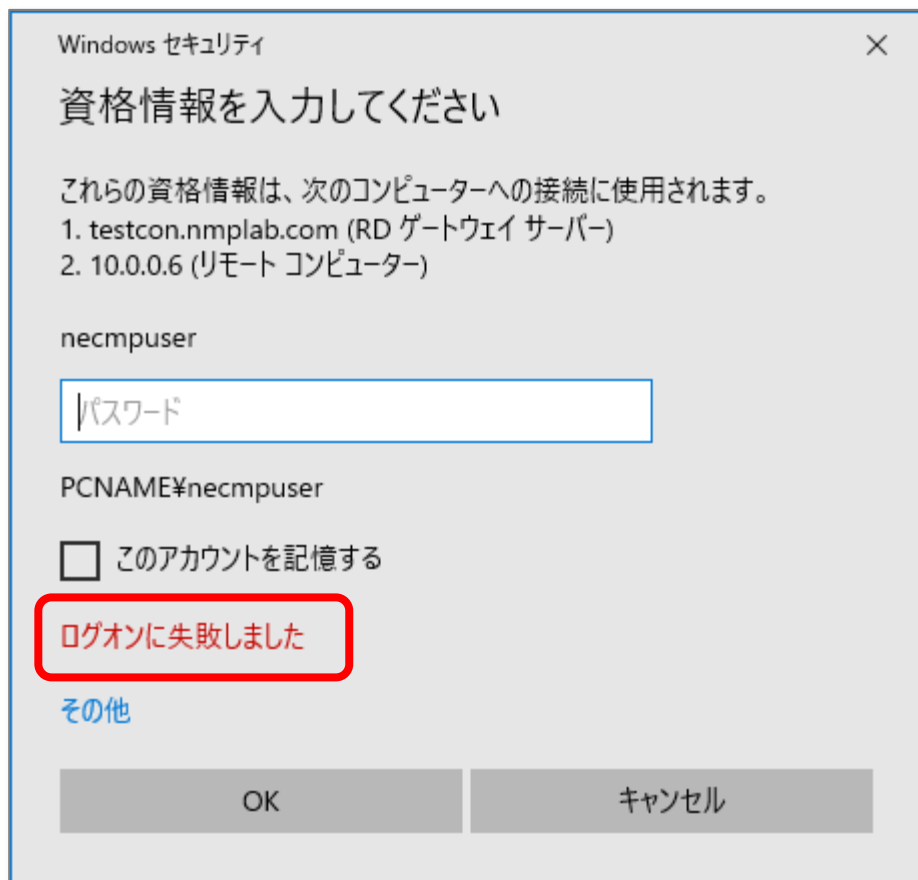 Windows セキュリティ
資格情報を入力してください
これらの資格情報は、次のコンピューターへの接続に使用されます。
1. testcon.nmplab.com (RD ゲートウェイ サーバー)
2. 10.0.0.6 (リモート コンピューター)
necmpuser
パスワード
PCNAME¥necmpuser
このアカウントを記憶する
ログオンに失敗しました
その他
OK キャンセル